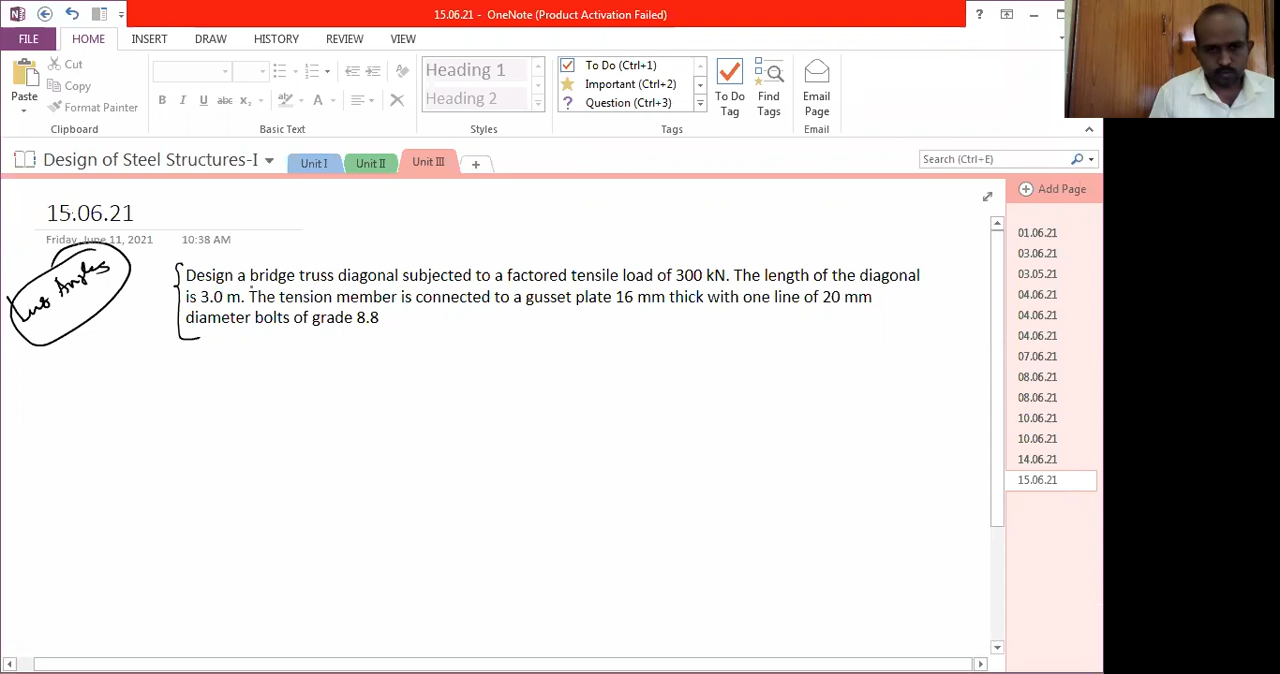 15.06.21 - OneNote (Product Activation Failed)
FILE HOME INSERT DRAW HISTORY REVIEW VIEW
Paste
Cut
Copy
Format Painter
Clipboard
B I U abc X₂ A
Basic Text
Heading 1
Heading 2
Styles
To Do (Ctrl+1)
Important (Ctrl+2)
? Question (Ctrl+3)
To Do Tag
Find Tags
Tags
Email Page
Email
Design of Steel Structures-I
Unit I Unit II Unit III
Search (Ctrl+E)
15.06.21
Friday, June 11, 2021 10:38 AM
Lug Angles
Design a bridge truss diagonal subjected to a factored tensile load of 300 kN. The length of the diagonal
is 3.0 m. The tension member is connected to a gusset plate 16 mm thick with one line of 20 mm
diameter bolts of grade 8.8
Add Page
01.06.21
03.06.21
03.05.21
04.06.21
04.06.21
04.06.21
07.06.21
08.06.21
08.06.21
10.06.21
10.06.21
14.06.21
15.06.21